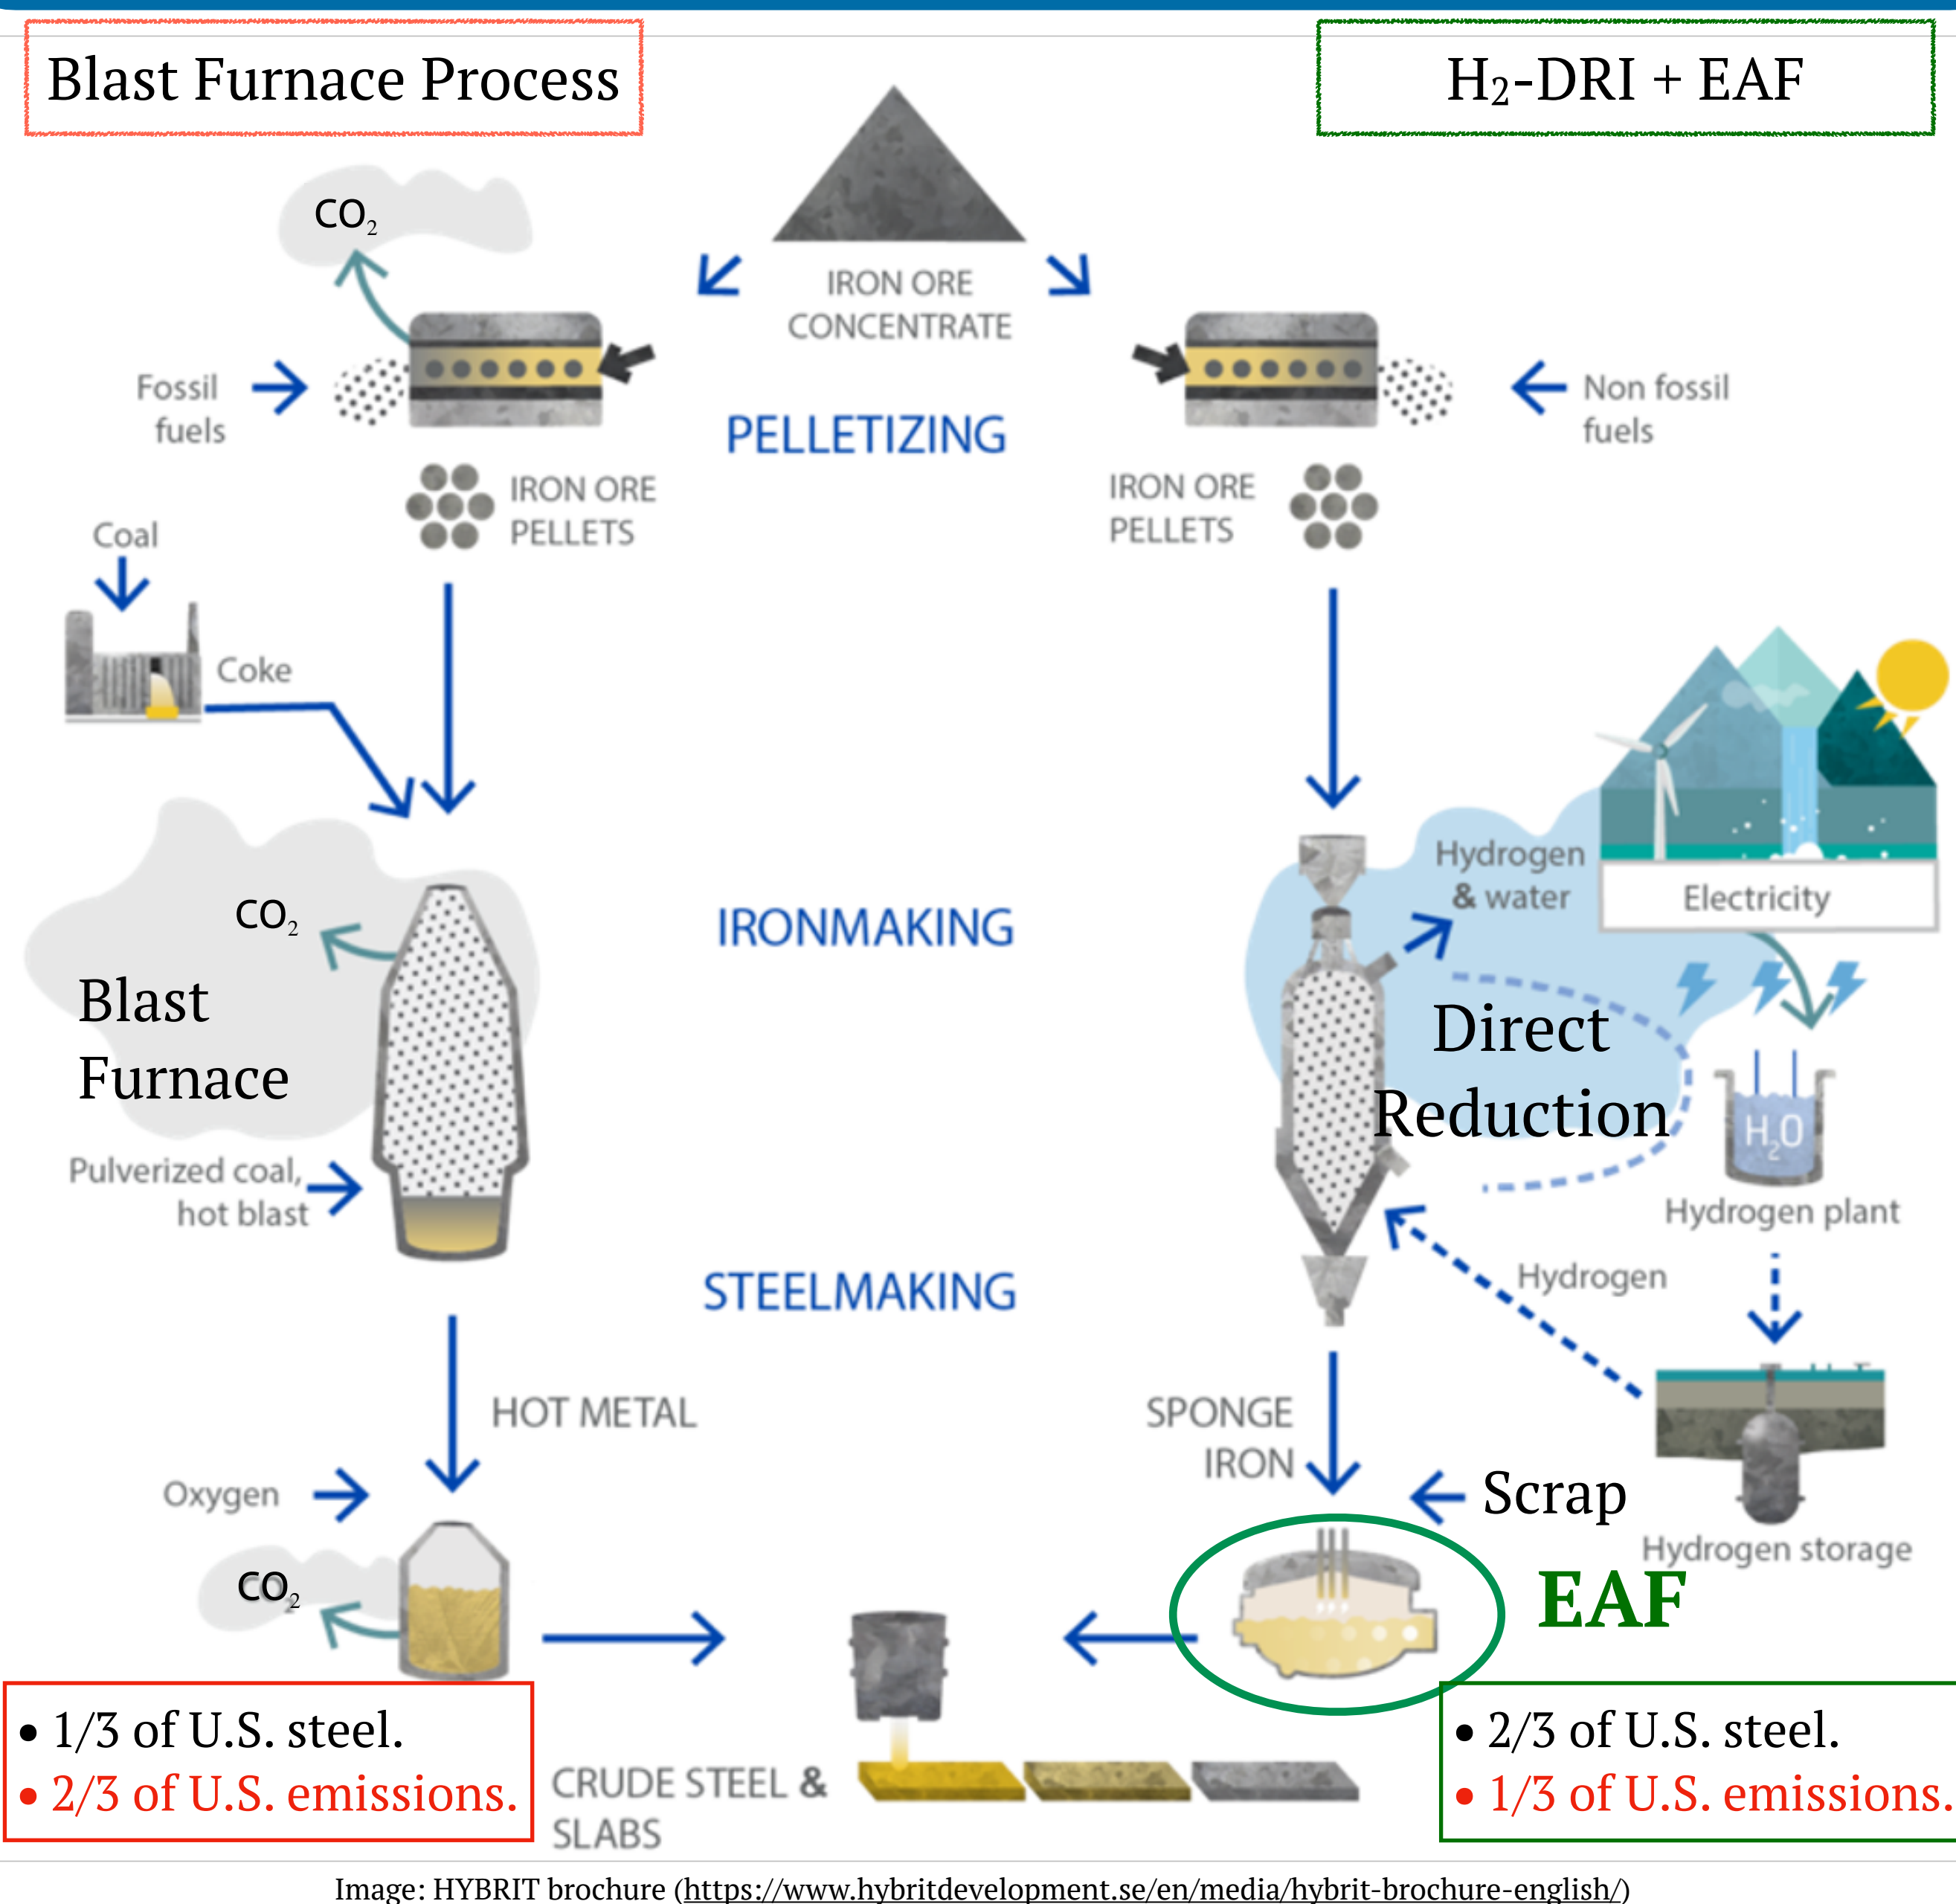 Blast Furnace Process
H₂-DRI + EAF
CO₂
IRON ORE
CONCENTRATE
Fossil
fuels
Non fossil
fuels
PELLETIZING
IRON ORE
PELLETS
IRON ORE
PELLETS
Coal
Coke
Hydrogen
& water
Electricity
CO₂
IRONMAKING
Blast
Furnace
Direct
Reduction
H₂O
Pulverized coal,
hot blast
Hydrogen plant
STEELMAKING
Hydrogen
HOT METAL
SPONGE
IRON
Oxygen
Scrap
Hydrogen storage
CO₂
EAF
• 1/3 of U.S. steel.
• 2/3 of U.S. emissions.
• 2/3 of U.S. steel.
• 1/3 of U.S. emissions.
CRUDE STEEL &
SLABS
Image: HYBRIT brochure (https://www.hybritdevelopment.se/en/media/hybrit-brochure-english/)